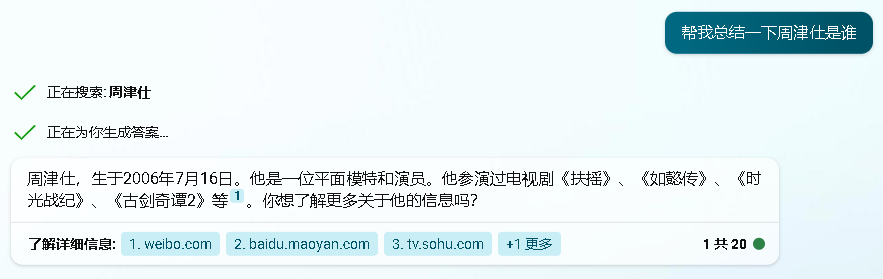 帮我总结一下周津仕是谁
正在搜索: 周津仕
正在为你生成答案...
周津仕，生于2006年7月16日。他是一位平面模特和演员。他参演过电视剧《扶摇》、《如懿传》、《时
光战纪》、《古剑奇谭2》等 1 。你想了解更多关于他的信息吗?
了解详细信息: 1. weibo.com 2. baidu.maoyan.com 3. tv.sohu.com +1 更多 1 共 20